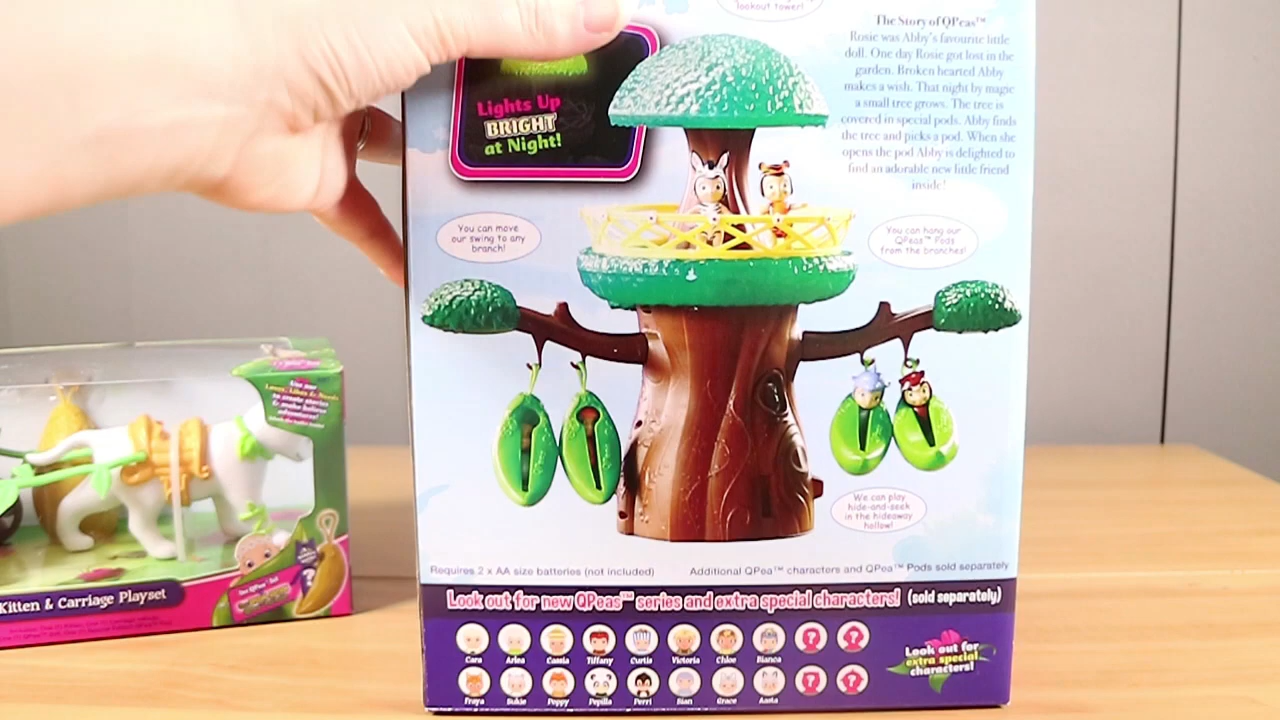 lookout tower!
The Story of QPeas™
Rosie was Abby's favourite little
doll. One day Rosie got lost in the
garden. Broken hearted Abby
makes a wish. That night by magic
a small tree grows. The tree is
covered in special pods. Abby finds
the tree and picks a pod. When she
opens the pod Abby is delighted to
find an adorable new little friend
inside!
Lights Up
BRIGHT
at Night!
You can move
our swing to any
branch!
You can hang our
QPeas™ Pods
from the branches!
We can play
hide-and-seek
in the hideaway
hollow!
Requires 2 x AA size batteries (not included)
Additional QPea™ characters and QPea™ Pods sold separately
Look out for new QPeas™ series and extra special characters! (sold separately)
Cara Arlea Cassia Tiffany Curtis Victoria Chloe Bianca
Freya Sukie Poppy Pepilla Perri Sian Grace Aasta
Look out for
extra special
characters!
Kitten & Carriage Playset